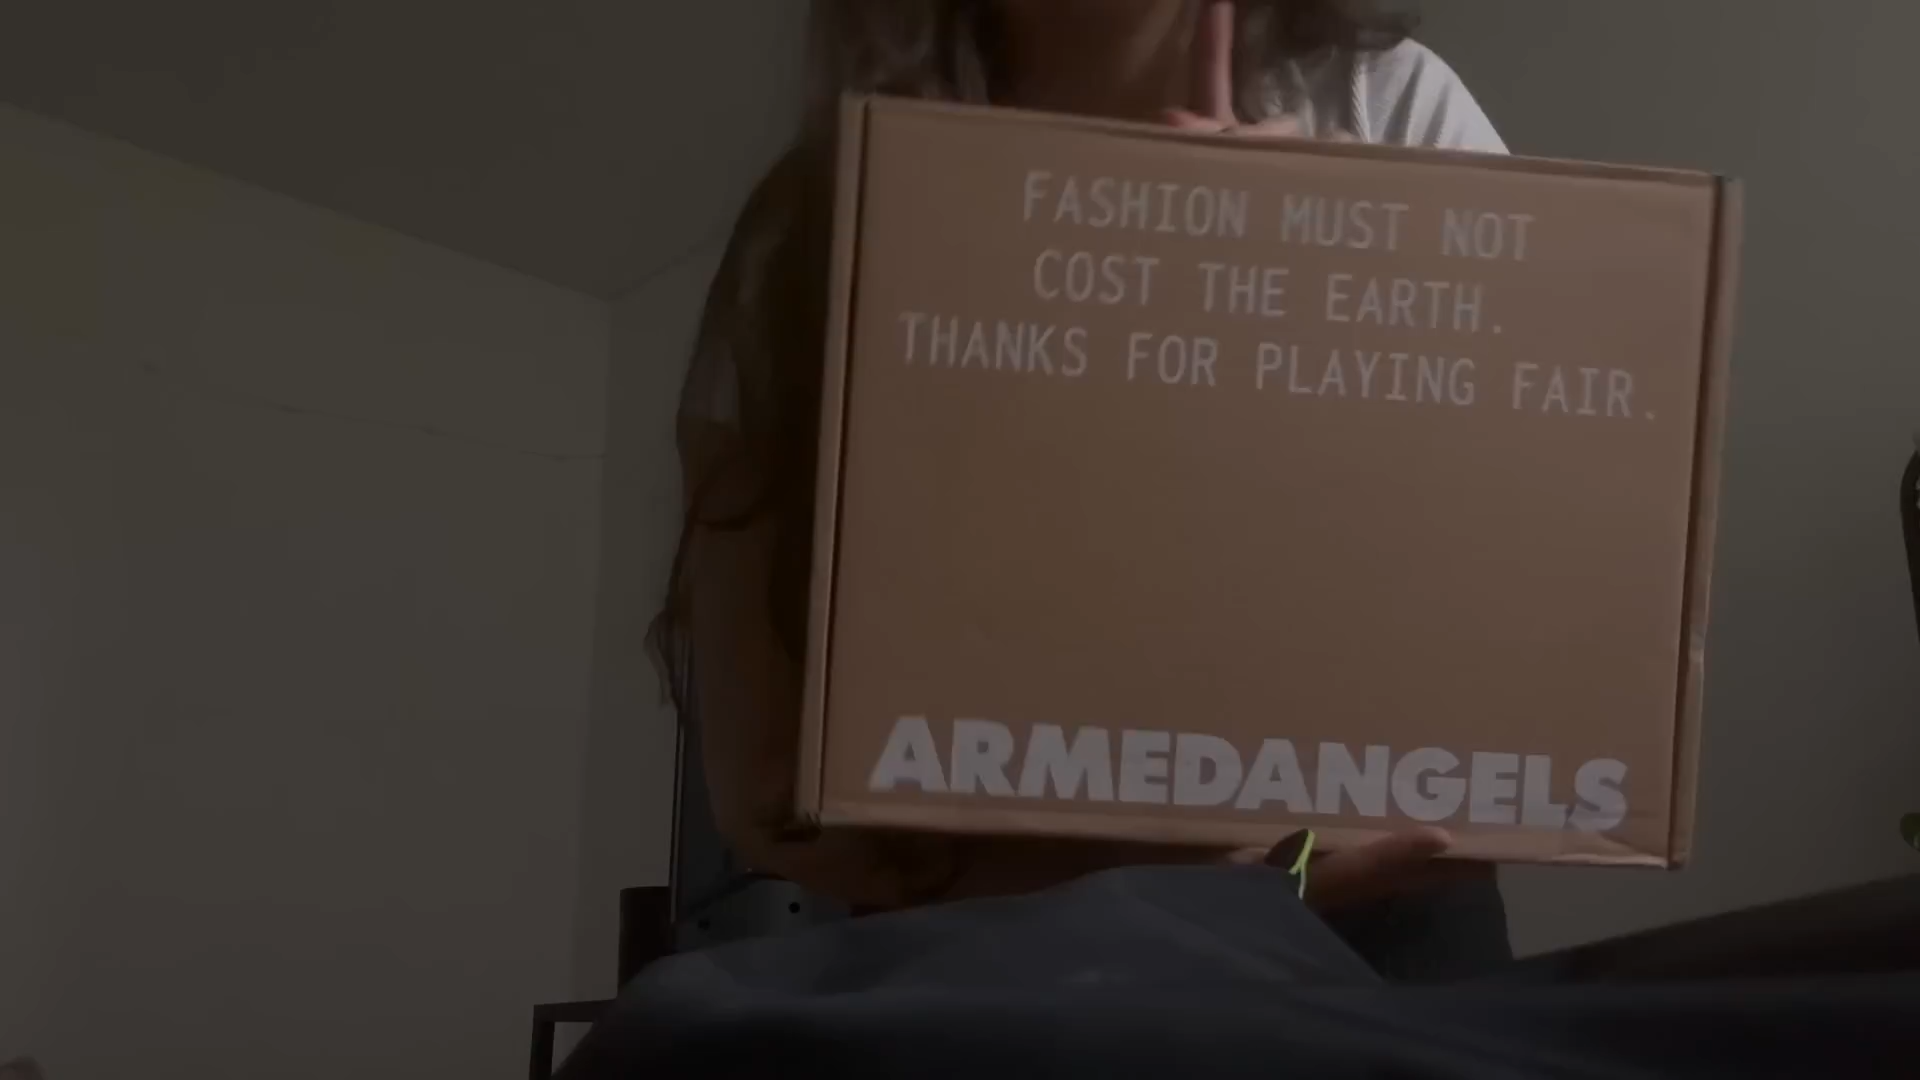 FASHION MUST NOT
COST THE EARTH.
THANKS FOR PLAYING FAIR.
ARMEDANGELS